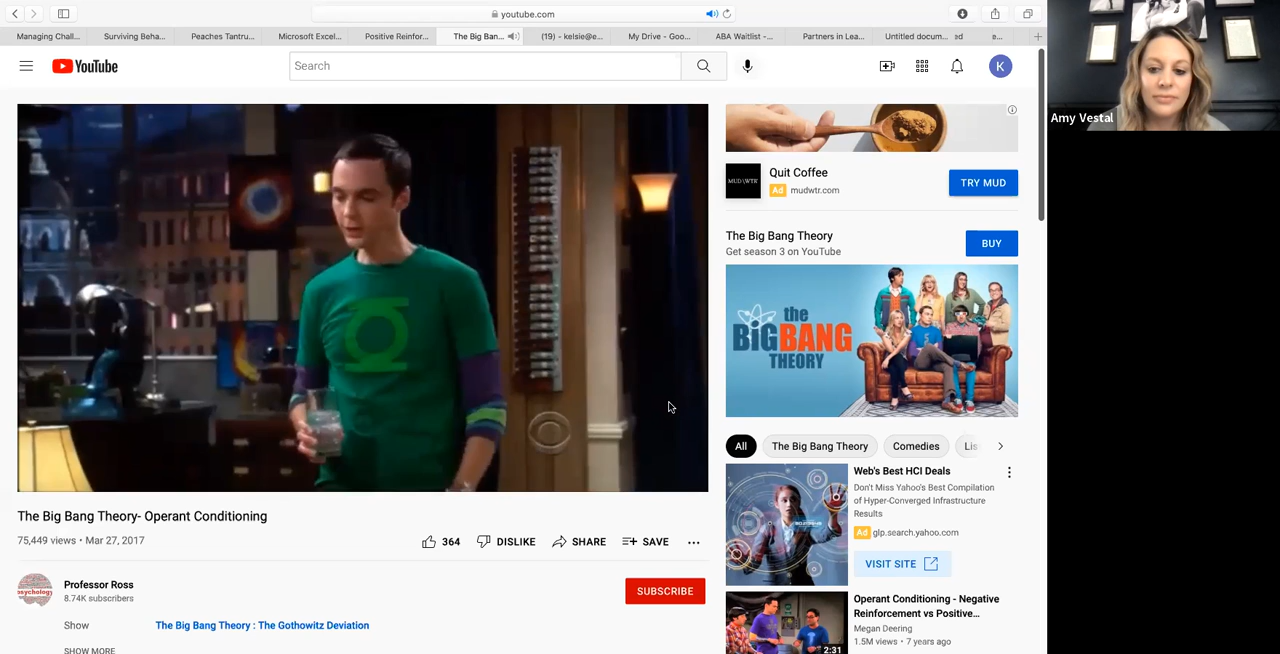 youtube.com
Managing Chall...
Surviving Beha...
Peaches Tantru...
Microsoft Excel...
Positive Reinfor...
The Big Ban...
(19) - kelsie@e...
My Drive - Goo...
ABA Waitlist -...
Partners in Lea...
Untitled docum...
ed
e...
YouTube
Search
K
Amy Vestal
MUD\WTR
Quit Coffee
Ad mudwtr.com
TRY MUD
The Big Bang Theory
Get season 3 on YouTube
BUY
the
BIG BANG
THEORY
All
The Big Bang Theory
Comedies
Lis
Web's Best HCI Deals
Don't Miss Yahoo's Best Compilation
of Hyper-Converged Infrastructure
Results
Ad glp.search.yahoo.com
VISIT SITE
Operant Conditioning - Negative
Reinforcement vs Positive...
Megan Deering
1.5M views • 7 years ago
2:31
The Big Bang Theory- Operant Conditioning
75,449 views • Mar 27, 2017
364
DISLIKE
SHARE
SAVE
psychology
Professor Ross
8.74K subscribers
SUBSCRIBE
Show
The Big Bang Theory : The Gothowitz Deviation
SHOW MORE